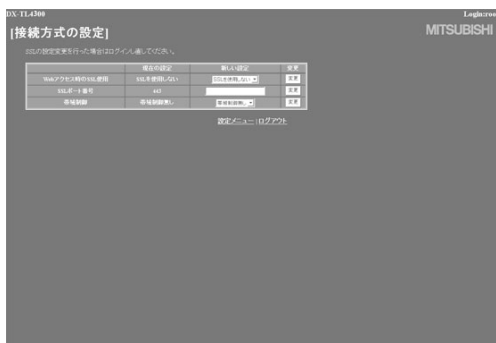 DX-TL4300 Login:roo
[接続方式の設定] MITSUBISHI
SSLの設定変更を行った場合はログインし直してください。
現在の設定 新しい設定 変更
Webアクセス時のSSL使用 SSLを使用しない SSLを使用しない 変更
SSLポート番号 443 変更
帯域制御 帯域制御無し 帯域制御無し 変更
設定メニュー | ログアウト